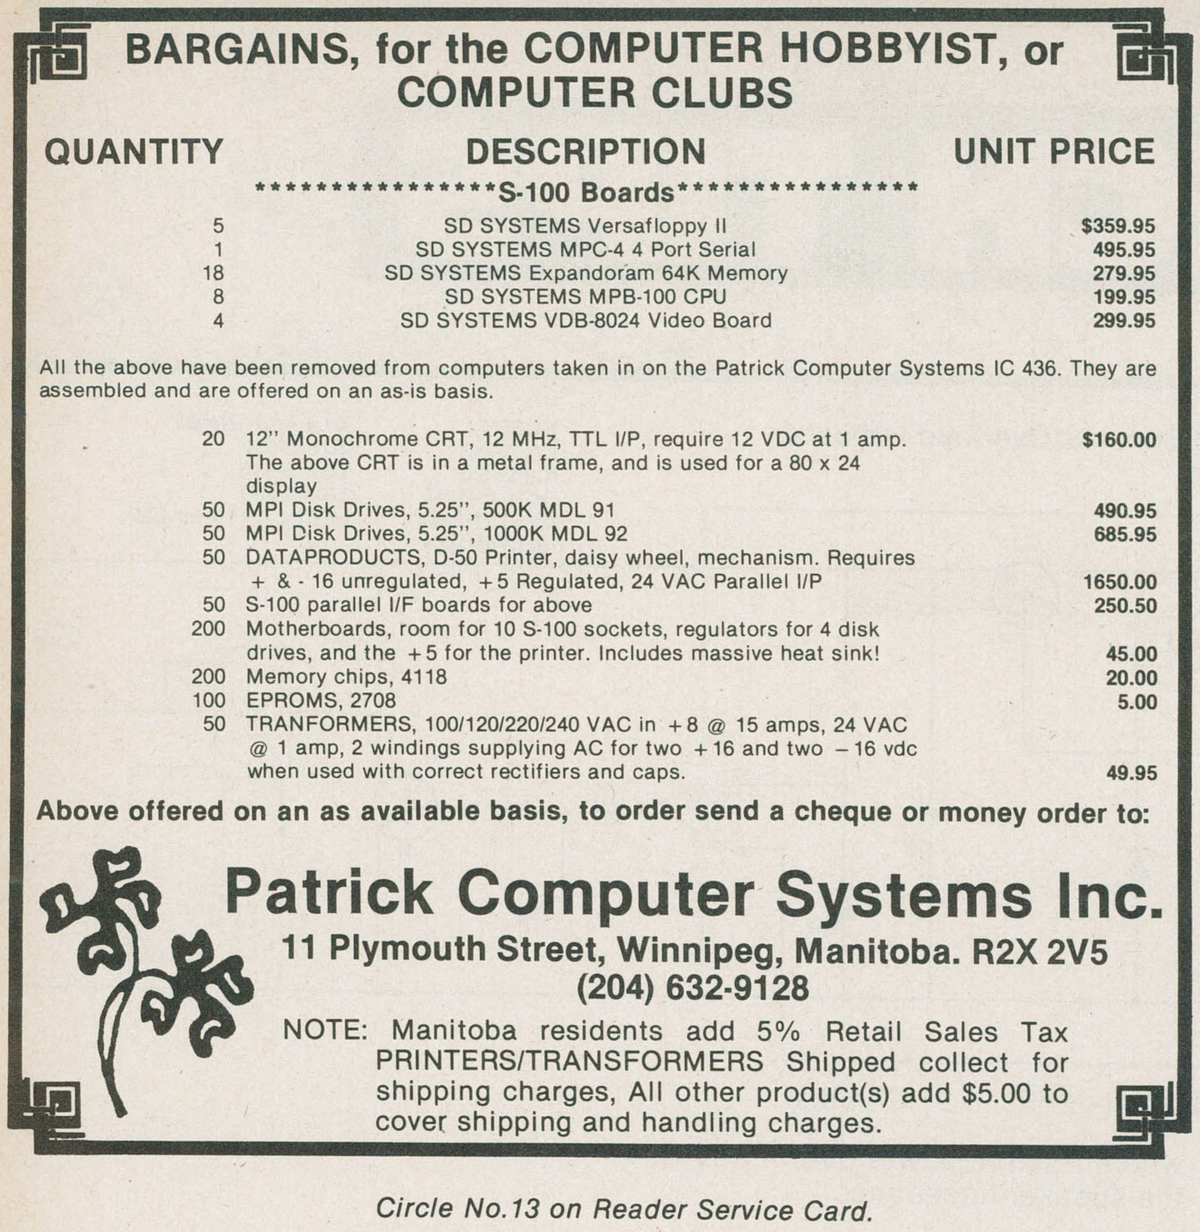 BARGAINS, for the COMPUTER HOBBYIST, or
COMPUTER CLUBS
QUANTITY DESCRIPTION UNIT PRICE
****************S-100 Boards****************
5 SD SYSTEMS Versafloppy II $359.95
1 SD SYSTEMS MPC-4 4 Port Serial 495.95
18 SD SYSTEMS Expandoram 64K Memory 279.95
8 SD SYSTEMS MPB-100 CPU 199.95
4 SD SYSTEMS VDB-8024 Video Board 299.95
All the above have been removed from computers taken in on the Patrick Computer Systems IC 436. They are
assembled and are offered on an as-is basis.
20 12'' Monochrome CRT, 12 MHz, TTL I/P, require 12 VDC at 1 amp. $160.00
The above CRT is in a metal frame, and is used for a 80 x 24
display
50 MPI Disk Drives, 5.25'', 500K MDL 91 490.95
50 MPI Disk Drives, 5.25'', 1000K MDL 92 685.95
50 DATAPRODUCTS, D-50 Printer, daisy wheel, mechanism. Requires
+ & - 16 unregulated, +5 Regulated, 24 VAC Parallel I/P 1650.00
50 S-100 parallel I/F boards for above 250.50
200 Motherboards, room for 10 S-100 sockets, regulators for 4 disk
drives, and the +5 for the printer. Includes massive heat sink! 45.00
200 Memory chips, 4118 20.00
100 EPROMS, 2708 5.00
50 TRANFORMERS, 100/120/220/240 VAC in +8 @ 15 amps, 24 VAC
@ 1 amp, 2 windings supplying AC for two +16 and two −16 vdc
when used with correct rectifiers and caps. 49.95
Above offered on an as available basis, to order send a cheque or money order to:
Patrick Computer Systems Inc.
11 Plymouth Street, Winnipeg, Manitoba. R2X 2V5
(204) 632-9128
NOTE: Manitoba residents add 5% Retail Sales Tax
PRINTERS/TRANSFORMERS Shipped collect for
shipping charges, All other product(s) add $5.00 to
cover shipping and handling charges.
Circle No.13 on Reader Service Card.